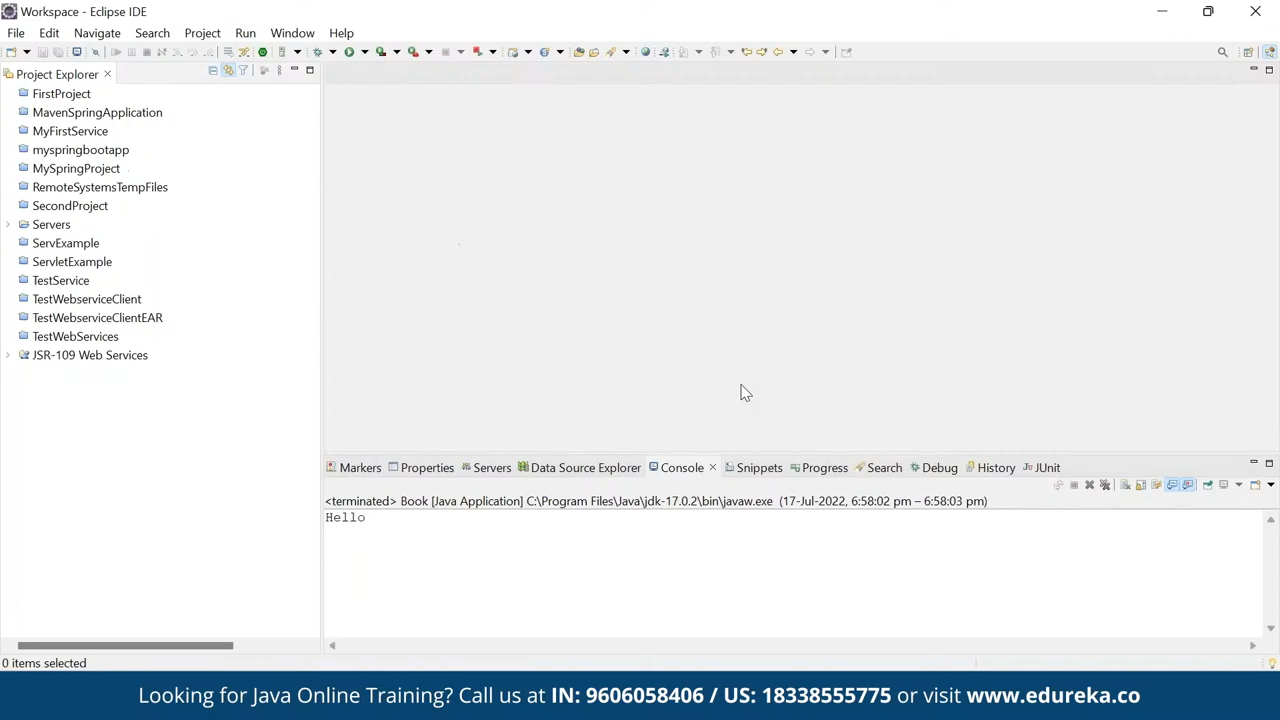 Workspace - Eclipse IDE
File Edit Navigate Search Project Run Window Help
Project Explorer
FirstProject
MavenSpringApplication
MyFirstService
myspringbootapp
MySpringProject
RemoteSystemsTempFiles
SecondProject
Servers
ServExample
ServletExample
TestService
TestWebserviceClient
TestWebserviceClientEAR
TestWebServices
JSR-109 Web Services
Markers Properties Servers Data Source Explorer Console Snippets Progress Search Debug History JUnit
<terminated> Book [Java Application] C:\Program Files\Java\jdk-17.0.2\bin\javaw.exe (17-Jul-2022, 6:58:02 pm – 6:58:03 pm)
Hello
0 items selected
Looking for Java Online Training? Call us at IN: 9606058406 / US: 18338555775 or visit www.edureka.co